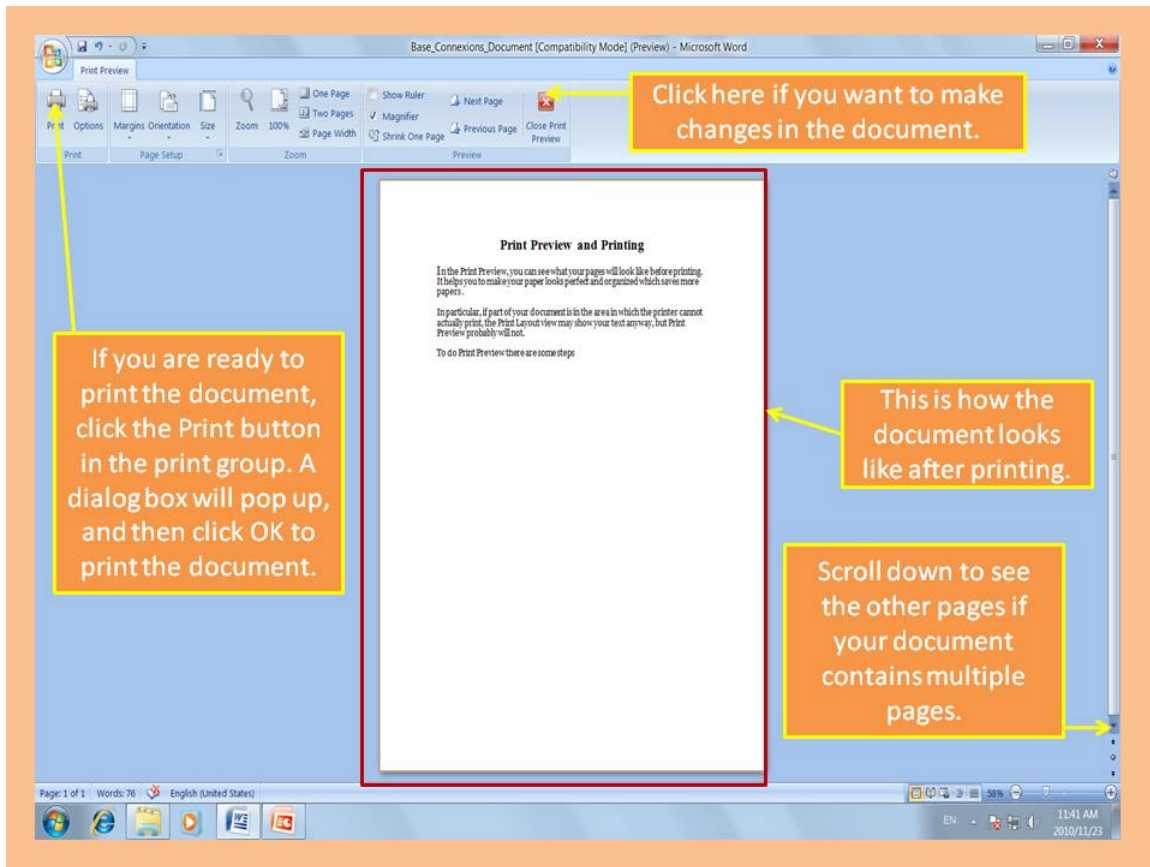 Base_Connexions_Document [Compatibility Mode] (Preview) - Microsoft Word
Print Preview
Print
Options
Margins
Orientation
Size
Zoom
100%
One Page
Two Pages
Page Width
Show Ruler
Magnifier
Shrink One Page
Next Page
Previous Page
Close Print
Preview
Print
Page Setup
Zoom
Preview
Click here if you want to make
changes in the document.
Print Preview and Printing
In the Print Preview, you can see what your pages will look like before printing.
It helps you to make your paper looks perfect and organized which saves more
papers .
In particular, if part of your document is in the area in which the printer cannot
actually print, the Print Layout view may show your text anyway, but Print
Preview probably will not.
To do Print Preview there are some steps
If you are ready to
print the document,
click the Print button
in the print group. A
dialog box will pop up,
and then click OK to
print the document.
This is how the
document looks
like after printing.
Scroll down to see
the other pages if
your document
contains multiple
pages.
Page: 1 of 1 Words: 76 English (United States) 58%
EN 11:41 AM
2010/11/23